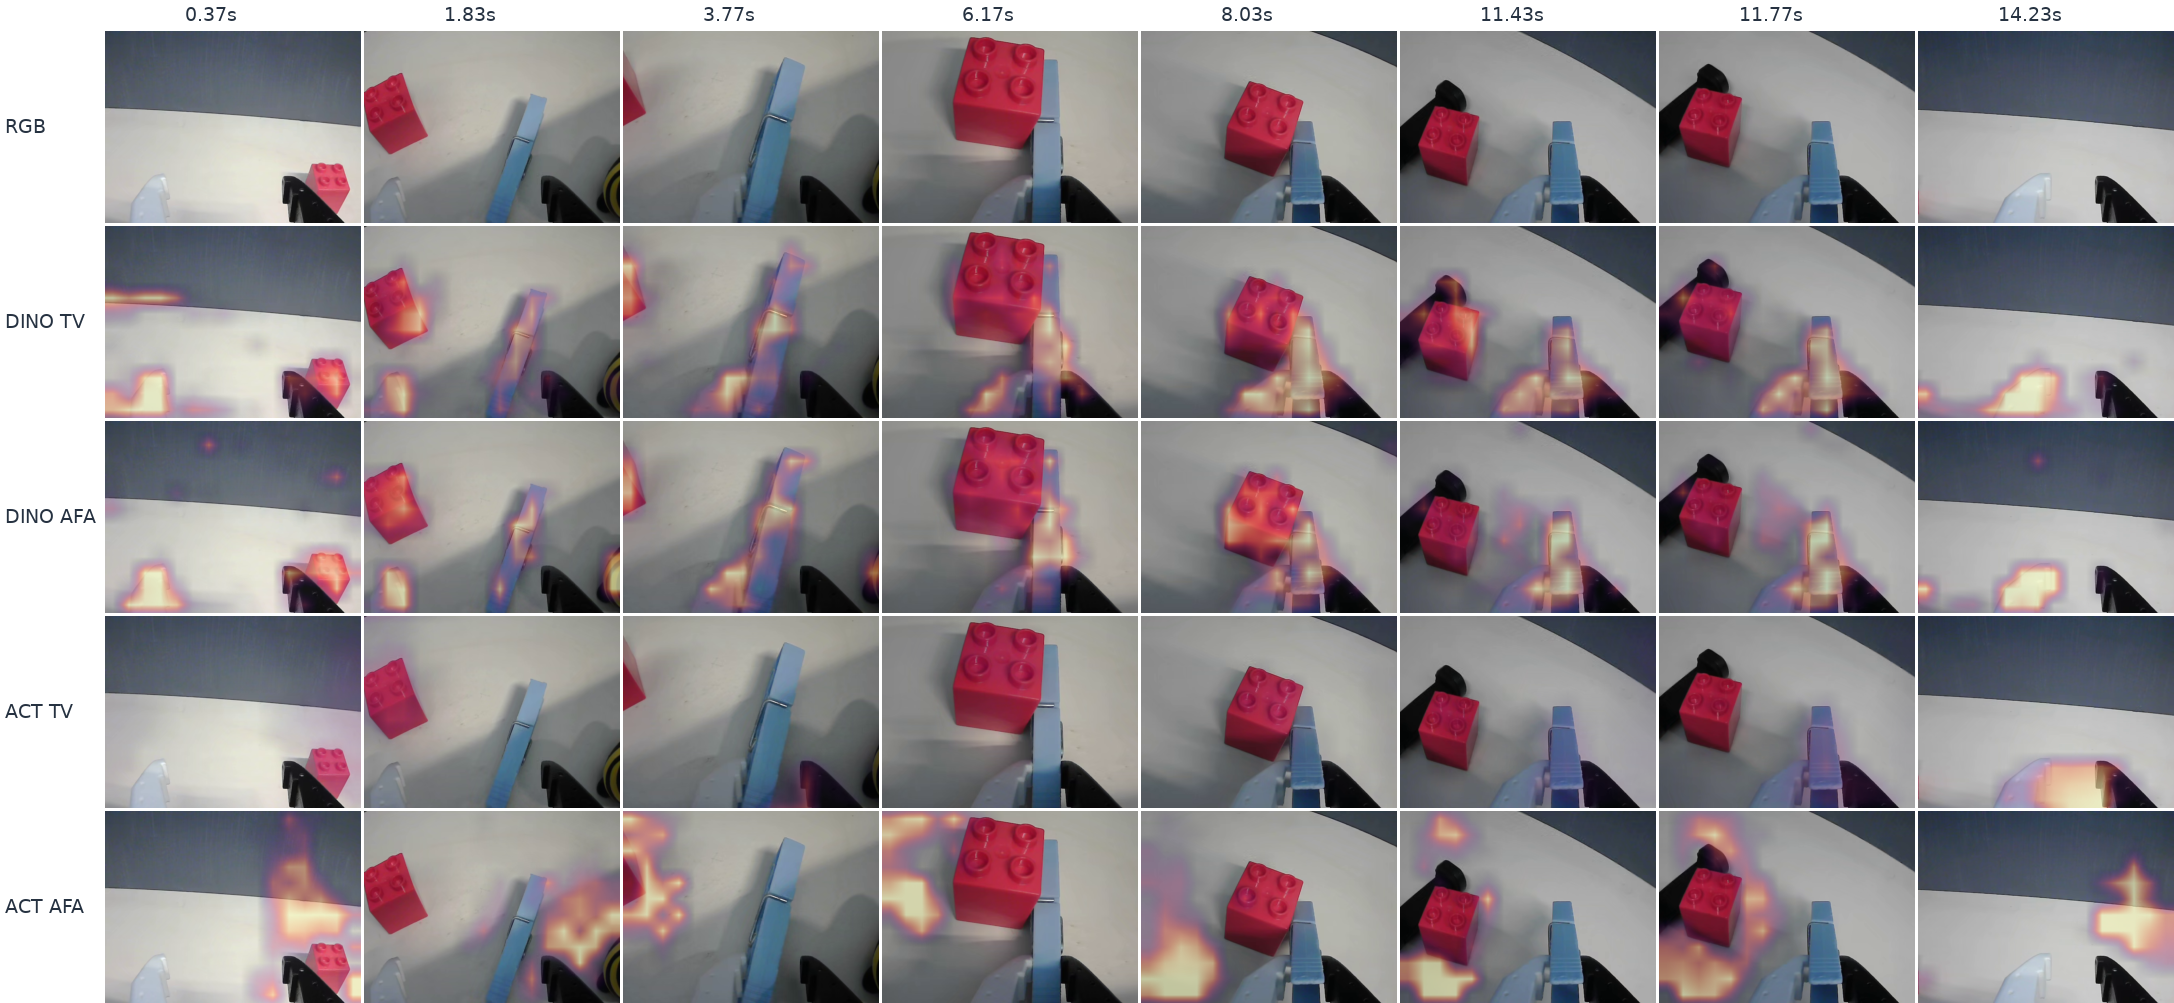 0.37s 1.83s 3.77s 6.17s 8.03s 11.43s 11.77s 14.23s
RGB
DINO TV
DINO AFA
ACT TV
ACT AFA